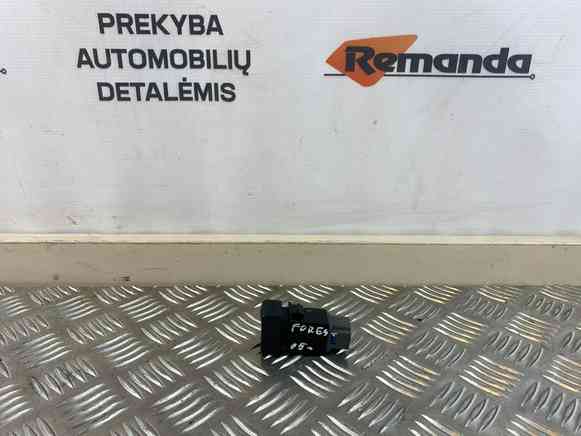 PREKYBA
AUTOMOBILIŲ
DETALĖMIS
Remanda
FORES-
05-